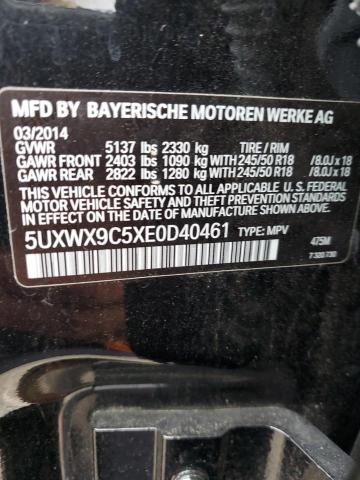 MFD BY BAYERISCHE MOTOREN WERKE AG
03/2014
GVWR 5137 lbs 2330 kg TIRE / RIM
GAWR FRONT 2403 lbs 1090 kg WITH 245/50 R18 /8.0J x 18
GAWR REAR 2822 lbs 1280 kg WITH 245/50 R18 /8.0J x 18
THIS VEHICLE CONFORMS TO ALL APPLICABLE U.S. FEDERAL
MOTOR VEHICLE SAFETY STANDARDS IN EFFECT ON THE
DATE OF MANUFACTURE SHOWN ABOVE.
5UXWX9C5XE0D40461 TYPE: MPV
475M
7 300.790